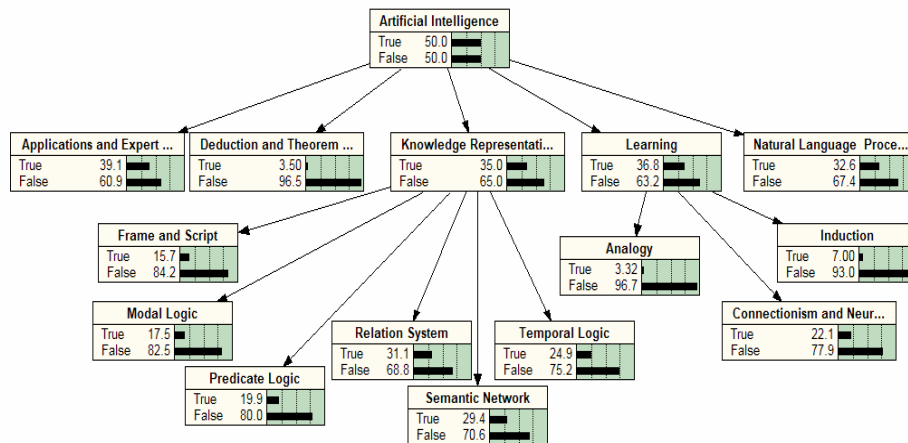 Artificial Intelligence
True 50.0
False 50.0
Applications and Expert ...
True 39.1
False 60.9
Deduction and Theorem ...
True 3.50
False 96.5
Knowledge Representati...
True 35.0
False 65.0
Learning
True 36.8
False 63.2
Natural Language Proce...
True 32.6
False 67.4
Frame and Script
True 15.7
False 84.2
Analogy
True 3.32
False 96.7
Induction
True 7.00
False 93.0
Modal Logic
True 17.5
False 82.5
Relation System
True 31.1
False 68.8
Temporal Logic
True 24.9
False 75.2
Connectionism and Neur...
True 22.1
False 77.9
Predicate Logic
True 19.9
False 80.0
Semantic Network
True 29.4
False 70.6